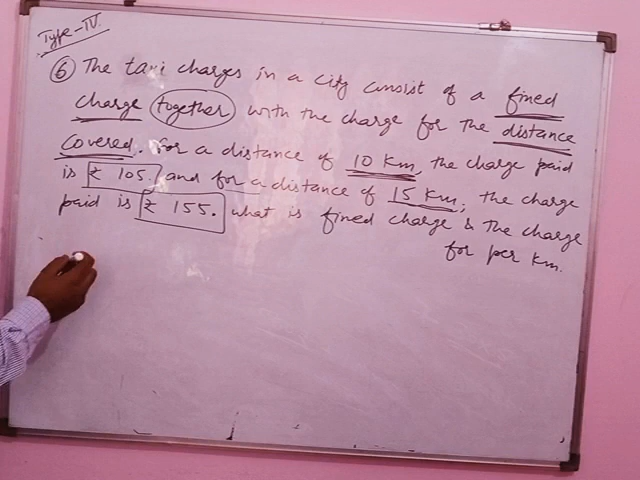 Type-IV
⑥ The taxi charges in a city consist of a fined
charge together with the charge for the distance
covered. for a distance of 10 km, the charge paid
is ₹ 105. and for a distance of 15 km, the charge
paid is ₹ 155. what is fined charge & The charge
for per km.